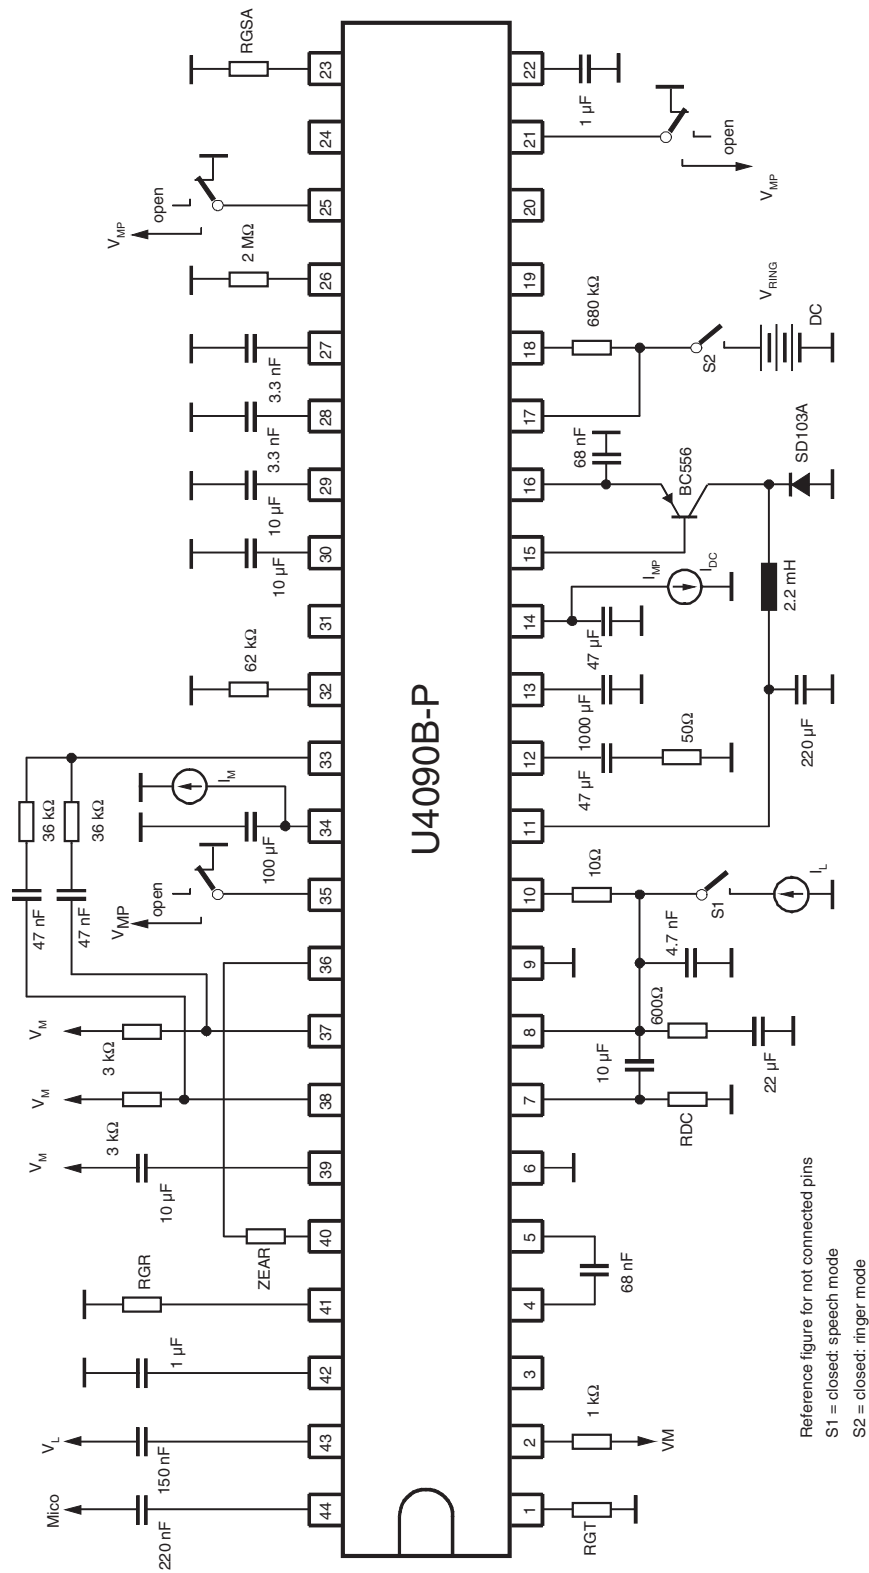 RGSA
23
22
1 µF
24
21
open
V_MP
25
open
V_MP
20
26
2 MΩ
19
27
3.3 nF
18
680 kΩ
S2
V_RING
DC
28
3.3 nF
17
29
10 µF
16
68 nF
BC556
SD103A
30
10 µF
15
31
14
47 µF
I_MP
I_DC
2.2 mH
32
62 kΩ
13
1000 µF
220 µF
33
36 kΩ
36 kΩ
12
47 µF
50Ω
34
100 µF
I_M
11
U4090B-P
35
open
V_MP
47 nF
47 nF
10
10Ω
S1
I_L
36
9
4.7 nF
37
3 kΩ
V_M
8
600Ω
22 µF
38
3 kΩ
V_M
7
10 µF
RDC
39
10 µF
V_M
6
40
ZEAR
5
68 nF
41
RGR
4
42
1 µF
3
43
150 nF
V_L
2
1 kΩ
VM
44
220 nF
Mico
1
RGT
Reference figure for not connected pins
S1 = closed: speech mode
S2 = closed: ringer mode